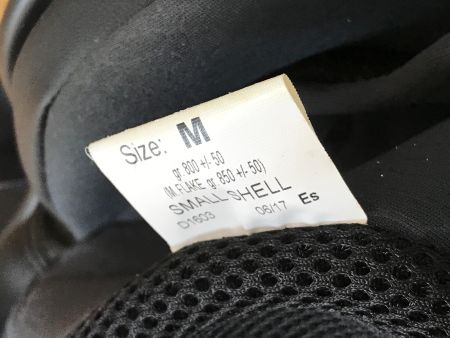 Size: M
gr 800 +/- 50
(M.FLAKE gr 850 +/- 50)
SMALL SHELL
D1603 06/17 Es